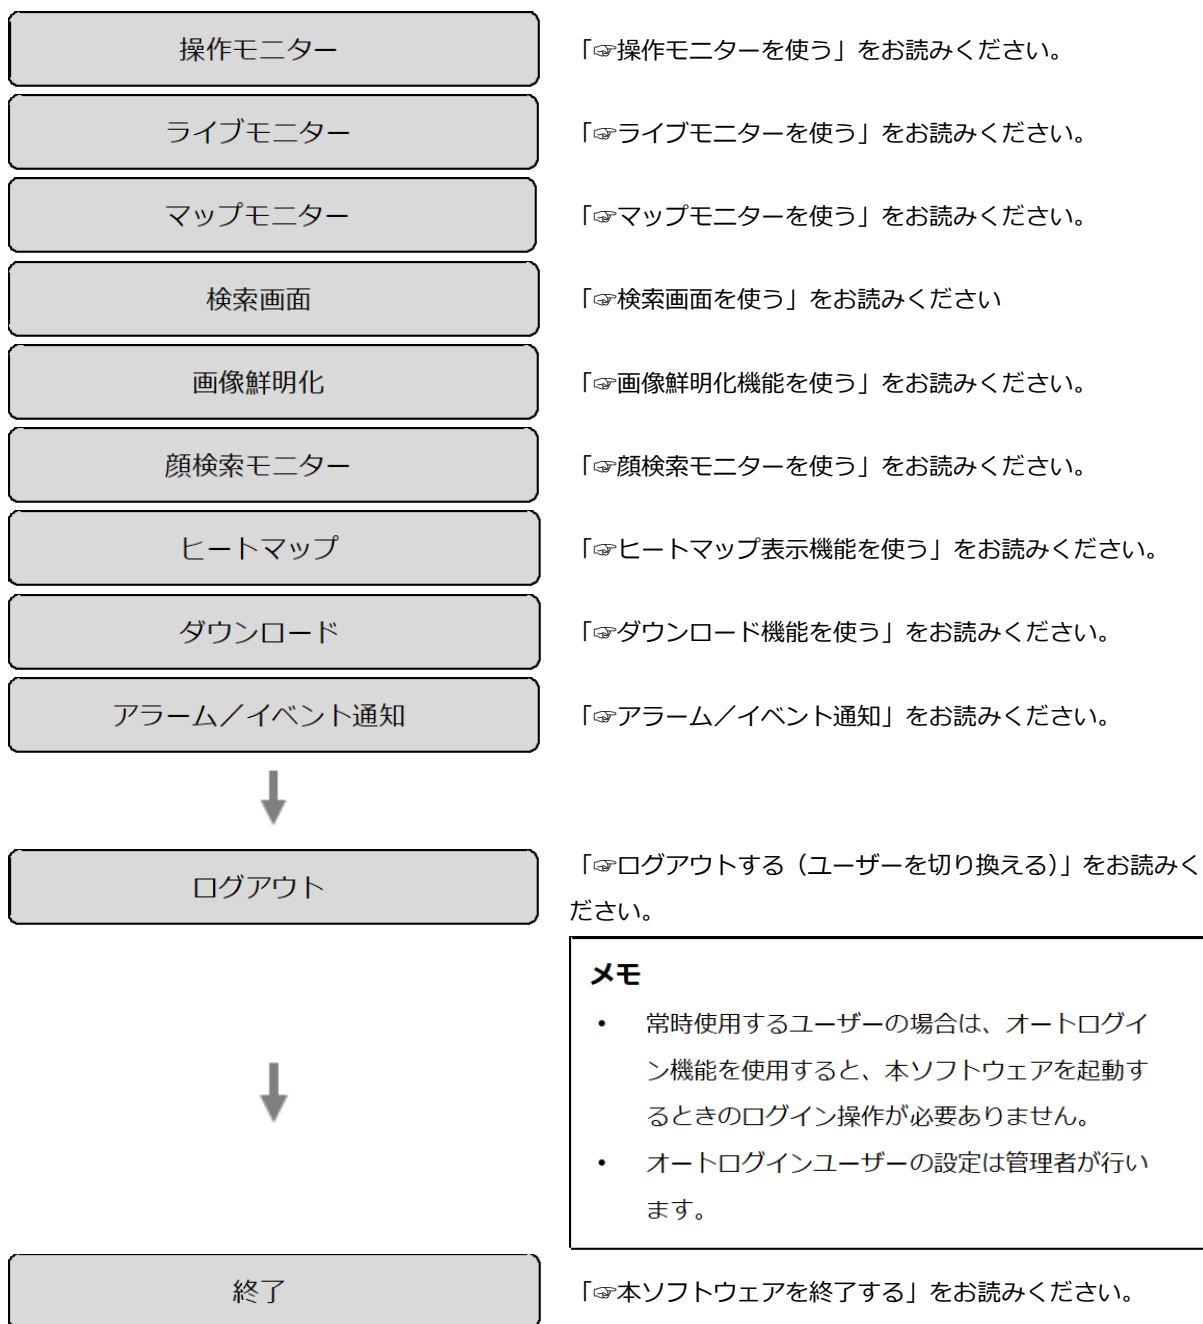 操作モニター
「☞操作モニターを使う」をお読みください。
ライブモニター
「☞ライブモニターを使う」をお読みください。
マップモニター
「☞マップモニターを使う」をお読みください。
検索画面
「☞検索画面を使う」をお読みください
画像鮮明化
「☞画像鮮明化機能を使う」をお読みください。
顔検索モニター
「☞顔検索モニターを使う」をお読みください。
ヒートマップ
「☞ヒートマップ表示機能を使う」をお読みください。
ダウンロード
「☞ダウンロード機能を使う」をお読みください。
アラーム／イベント通知
「☞アラーム／イベント通知」をお読みください。
ログアウト
「☞ログアウトする（ユーザーを切り換える）」をお読みく
ださい。
メモ
• 常時使用するユーザーの場合は、オートログイ
ン機能を使用すると、本ソフトウェアを起動す
るときのログイン操作が必要ありません。
• オートログインユーザーの設定は管理者が行い
ます。
終了
「☞本ソフトウェアを終了する」をお読みください。